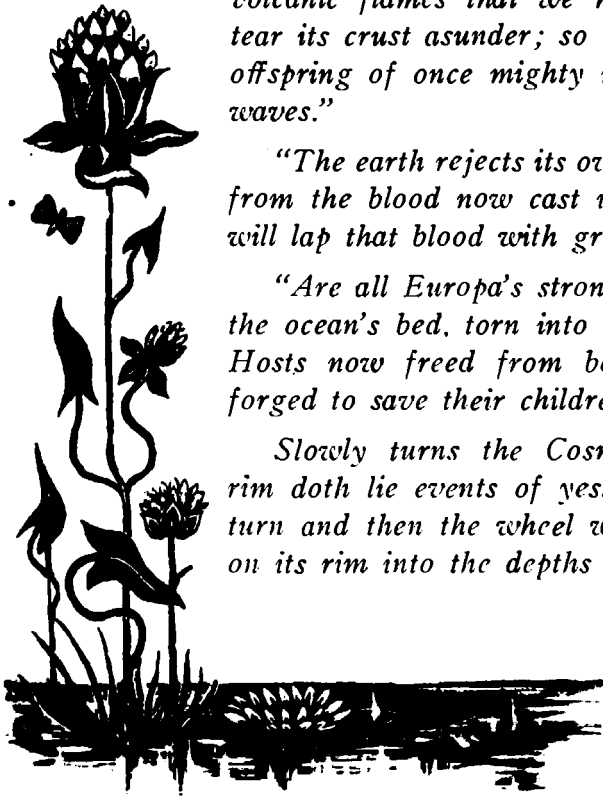 volcanic flames that we
tear its crust asunder; so
offspring of once mighty
waves.”
“The earth rejects its
from the blood now cast
will lap that blood with
“Are all Europa’s
the ocean’s bed, torn into
Hosts now freed from
forged to save their
Slowly turns the
rim doth lie events of
turn and then the wheel
on its rim into the depths